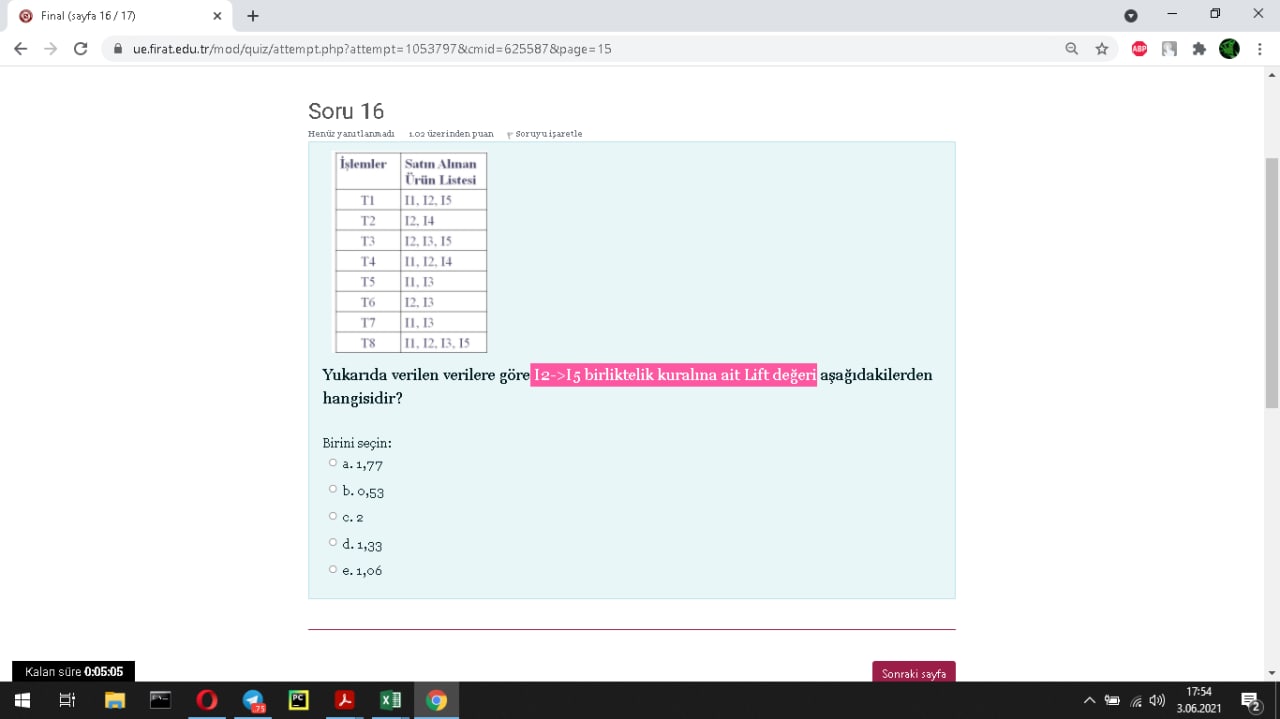 Final (sayfa 16 / 17)
ue.firat.edu.tr/mod/quiz/attempt.php?attempt=1053797&cmid=625587&page=15
ABP
Soru 16
Henüz yanıtlanmadı 1.02 üzerinden puan Soruyu işaretle
İşlemler Satın Alınan
Ürün Listesi
T1 I1, I2, I5
T2 I2, I4
T3 I2, I3, I5
T4 I1, I2, I4
T5 I1, I3
T6 I2, I3
T7 I1, I3
T8 I1, I2, I3, I5
Yukarıda verilen verilere göre I2->I5 birliktelik kuralına ait Lift değeri aşağıdakilerden
hangisidir?
Birini seçin:
a. 1,77
b. 0,53
c. 2
d. 1,33
e. 1,06
Kalan süre 0:05:05
Sonraki sayfa
.75
PC
17:54
3.06.2021
2